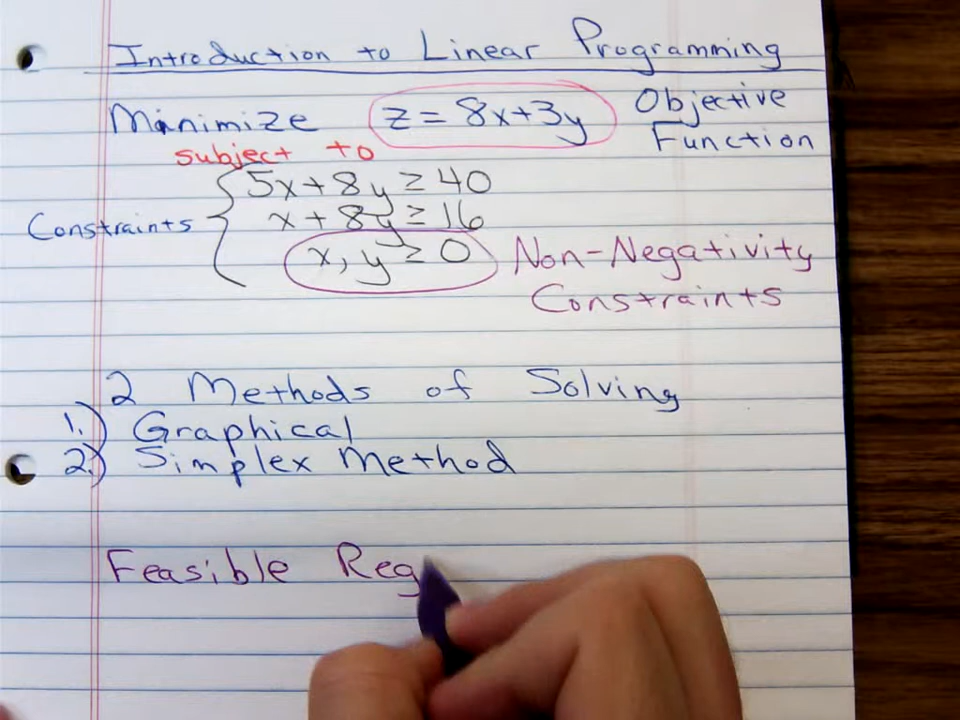 Introduction to Linear Programming
Minimize z = 8x+3y Objective Function
subject to
Constraints
5x+8y ≥ 40
x + 8y ≥ 16
x, y ≥ 0 Non-Negativity Constraints
2 Methods of Solving
1.) Graphical
2.) Simplex Method
Feasible Reg